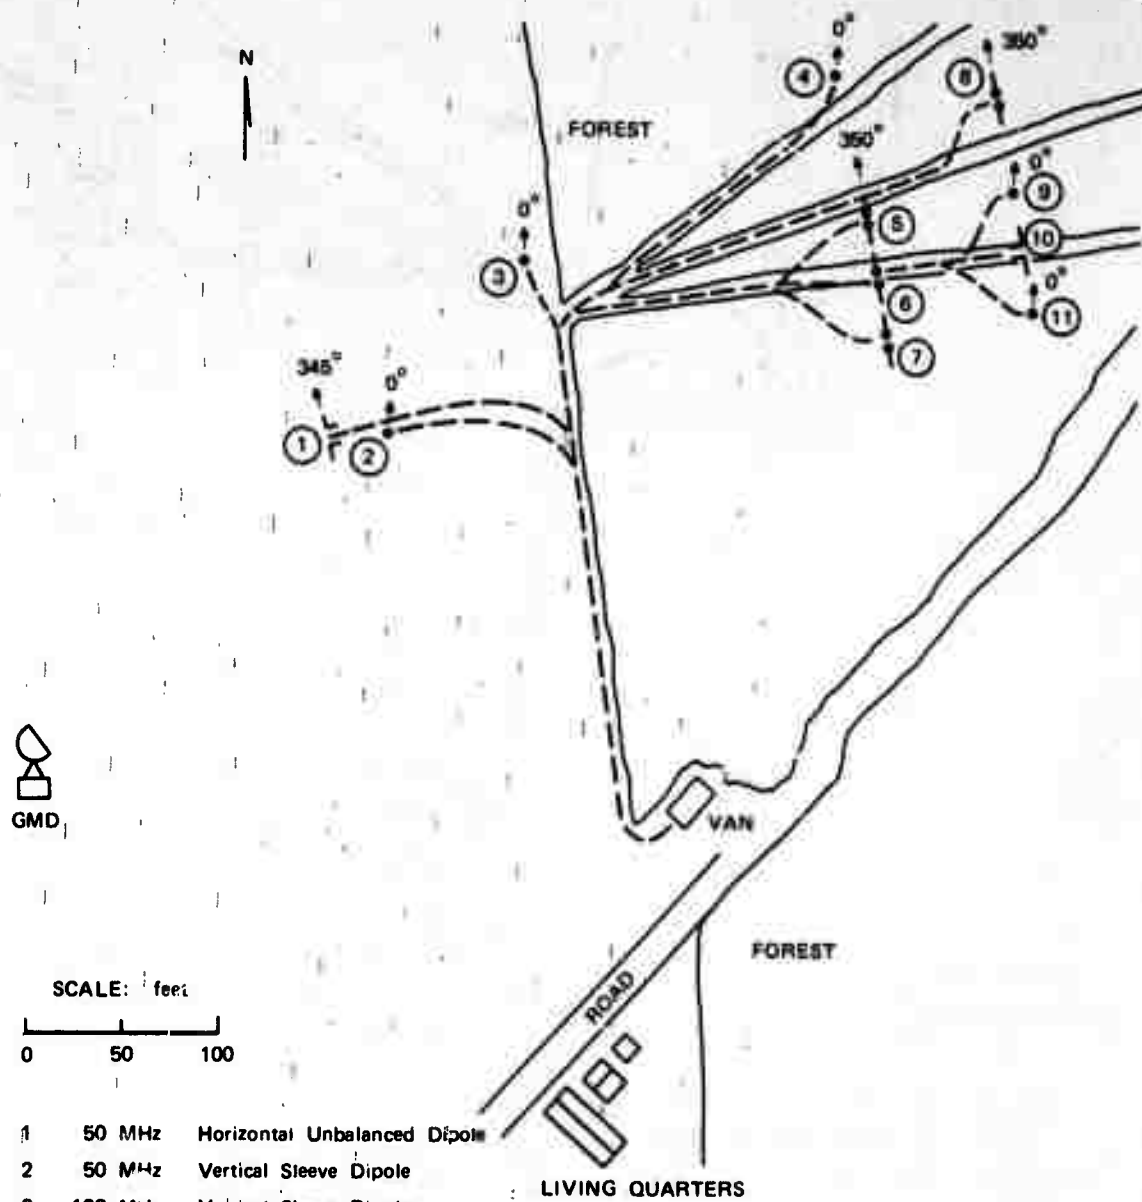 N
0°
4
8
350°
FOREST
350°
0°
9
0°
5
10
3
0°
6
11
7
345°
0°
1
2
GMD
VAN
FOREST
SCALE: feet
ROAD
0 50 100
1 50 MHz Horizontal Unbalanced Dipole
2 50 MHz Vertical Sleeve Dipole
LIVING QUARTERS